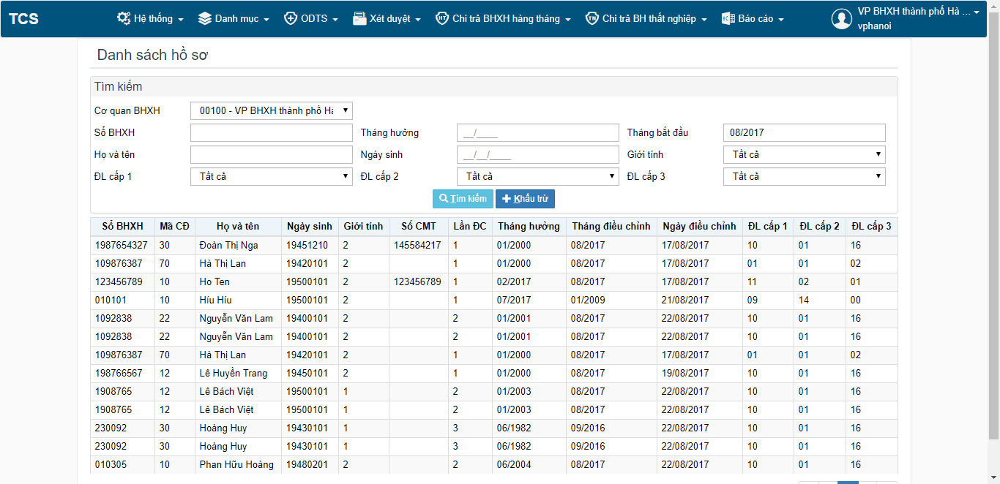 TCS Hệ thống Danh mục ODTS Xét duyệt Chi trả BHXH hàng tháng Chi trả BH thất nghiệp Báo cáo VP BHXH thành phố Hà ...
vphanoi
Danh sách hồ sơ
Tìm kiếm
Cơ quan BHXH 00100 - VP BHXH thành phố Hà
Sổ BHXH Tháng hưởng __/____ Tháng bắt đầu 08/2017
Họ và tên Ngày sinh __/__/____ Giới tính Tất cả
ĐL cấp 1 Tất cả ĐL cấp 2 Tất cả ĐL cấp 3 Tất cả
Tìm kiếm Khấu trừ
Sổ BHXH Mã CĐ Họ và tên Ngày sinh Giới tính Số CMT Lần ĐC Tháng hưởng Tháng điều chỉnh Ngày điều chỉnh ĐL cấp 1 ĐL cấp 2 ĐL cấp 3
1987654327 30 Đoàn Thị Nga 19451210 2 145584217 1 01/2000 08/2017 17/08/2017 10 01 16
109876387 70 Hà Thị Lan 19420101 2 1 01/2000 08/2017 17/08/2017 01 01 02
123456789 10 Ho Ten 19500101 2 123456789 1 02/2017 08/2017 17/08/2017 11 02 01
010101 10 Híu Híu 19500101 2 1 07/2017 01/2009 21/08/2017 09 14 00
1092838 22 Nguyễn Văn Lam 19400101 2 2 01/2001 08/2017 22/08/2017 10 01 16
1092838 22 Nguyễn Văn Lam 19400101 2 2 01/2001 08/2017 22/08/2017 10 01 16
109876387 70 Hà Thị Lan 19420101 2 1 01/2000 08/2017 17/08/2017 01 01 02
198766567 12 Lê Huyền Trang 19450101 2 1 01/2000 08/2017 19/08/2017 10 01 16
1908765 12 Lê Bách Việt 19500101 1 2 01/2003 08/2017 22/08/2017 10 01 16
1908765 12 Lê Bách Việt 19500101 1 2 01/2003 08/2017 22/08/2017 10 01 16
230092 30 Hoàng Huy 19430101 1 3 06/1982 09/2016 22/08/2017 10 01 16
230092 30 Hoàng Huy 19430101 1 3 06/1982 09/2016 22/08/2017 10 01 16
010305 10 Phan Hữu Hoàng 19480201 2 2 06/2004 08/2017 22/08/2017 10 01 16